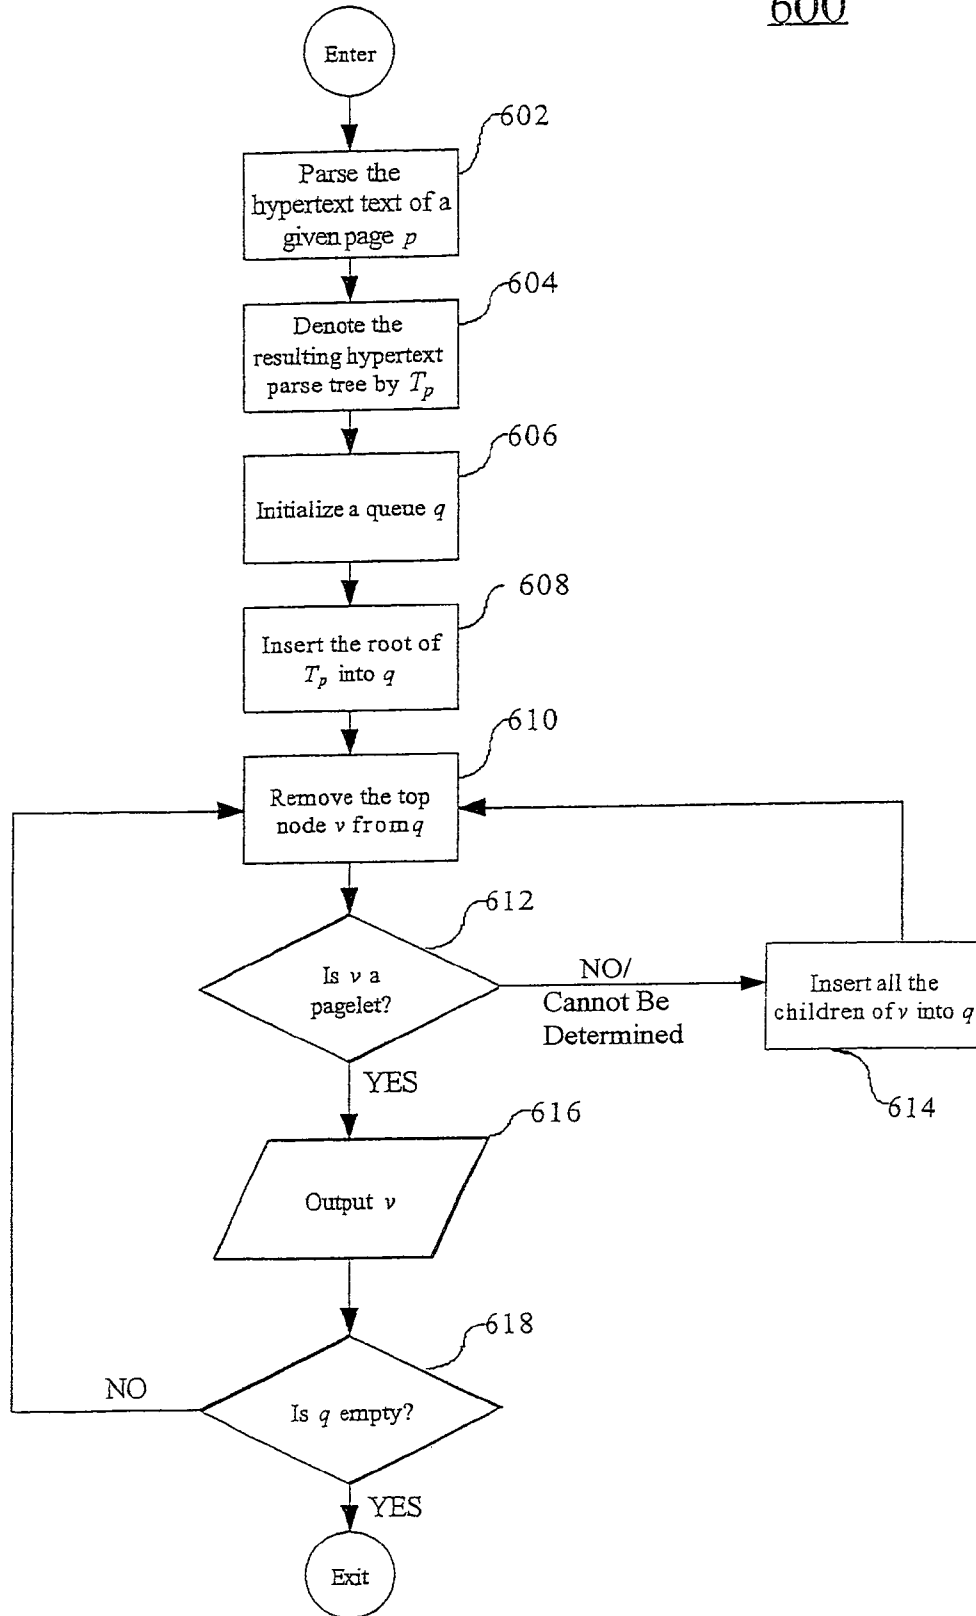 600
Enter
602
Parse the
hypertext text of a
given page p
604
Denote the
resulting hypertext
parse tree by Tp
606
Initialize a queue q
608
Insert the root of
Tp into q
610
Remove the top
node v from q
612
Is v a
pagelet?
NO/
Cannot Be
Determined
Insert all the
children of v into q
614
YES
616
Output v
618
Is q empty?
NO
YES
Exit